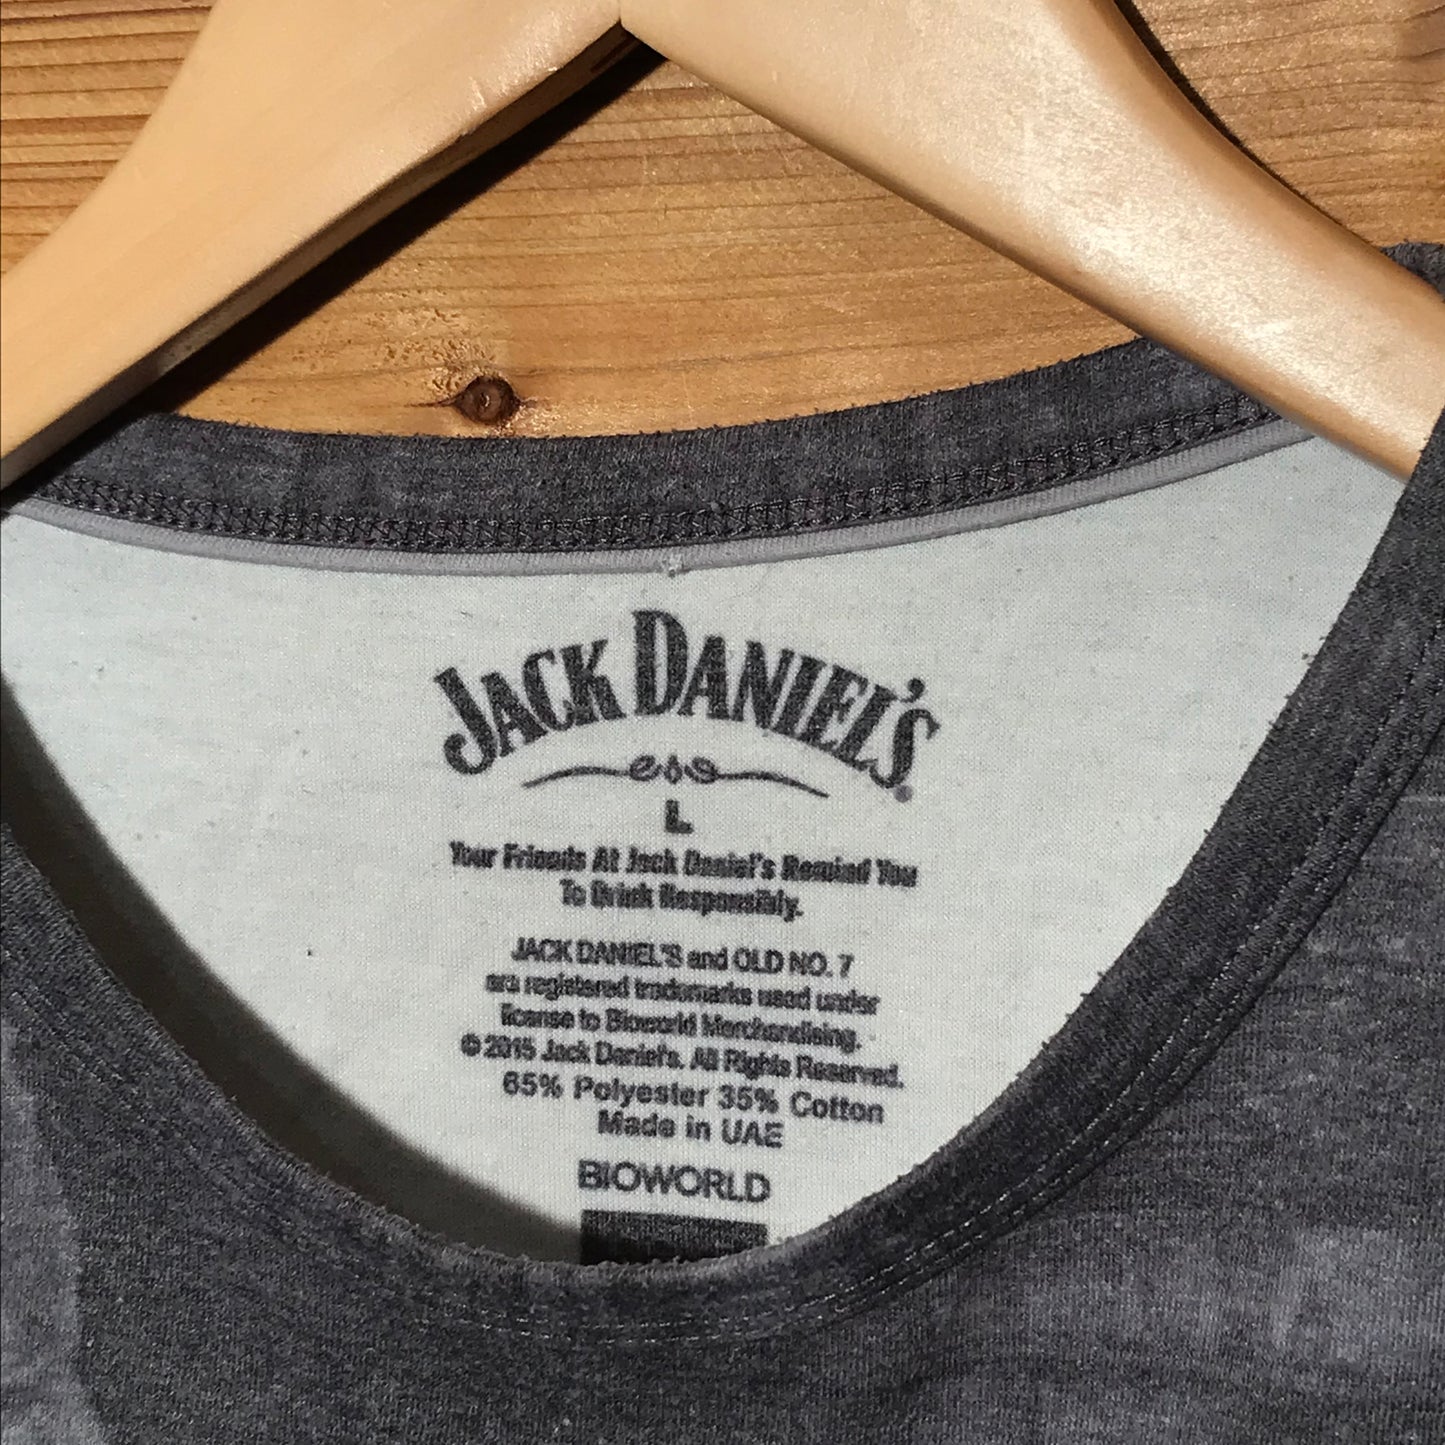 JACK DANIEL'S
L
Your Friends At Jack Daniel's Remind You
To Drink Responsibly.
JACK DANIEL'S and OLD NO. 7
are registered trademarks used under
license to Bioworld Merchandising.
© 2015 Jack Daniel's. All Rights Reserved.
65% Polyester 35% Cotton
Made in UAE
BIOWORLD